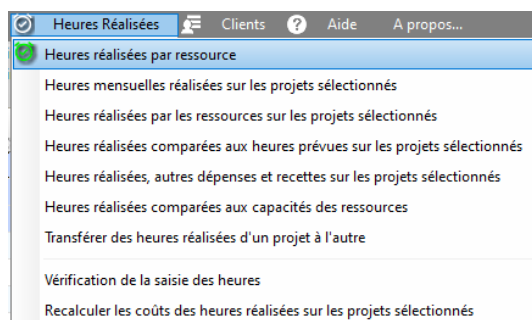 Heures Réalisées Clients ? Aide A propos...
Heures réalisées par ressource
Heures mensuelles réalisées sur les projets sélectionnés
Heures réalisées par les ressources sur les projets sélectionnés
Heures réalisées comparées aux heures prévues sur les projets sélectionnés
Heures réalisées, autres dépenses et recettes sur les projets sélectionnés
Heures réalisées comparées aux capacités des ressources
Transférer des heures réalisées d'un projet à l'autre
Vérification de la saisie des heures
Recalculer les coûts des heures réalisées sur les projets sélectionnés